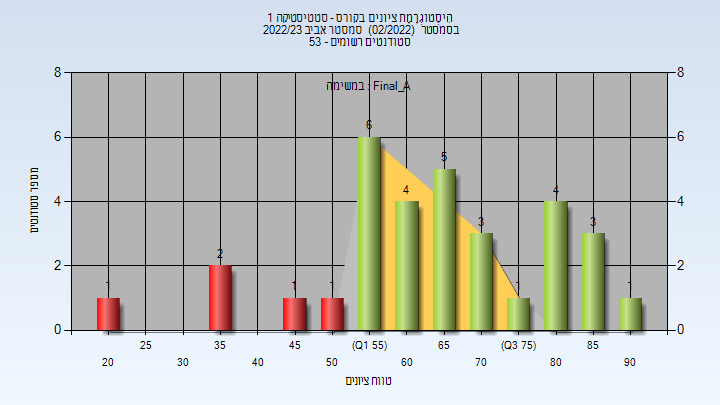 היסטוגרמת ציונים בקורס - סטטיסטיקה 1
בסמסטר (02/2022) סמסטר אביב 2022/23
סטודנטים רשומים - 53
במשימה : Final_A
מספר סטודנטים
8 8
6 6
4 4
2 2
0 0
1 2 1 1 6 4 5 3 1 4 3 1
25 35 45 (Q1 55) 65 (Q3 75) 85
20 30 40 50 60 70 80 90
טווח ציונים